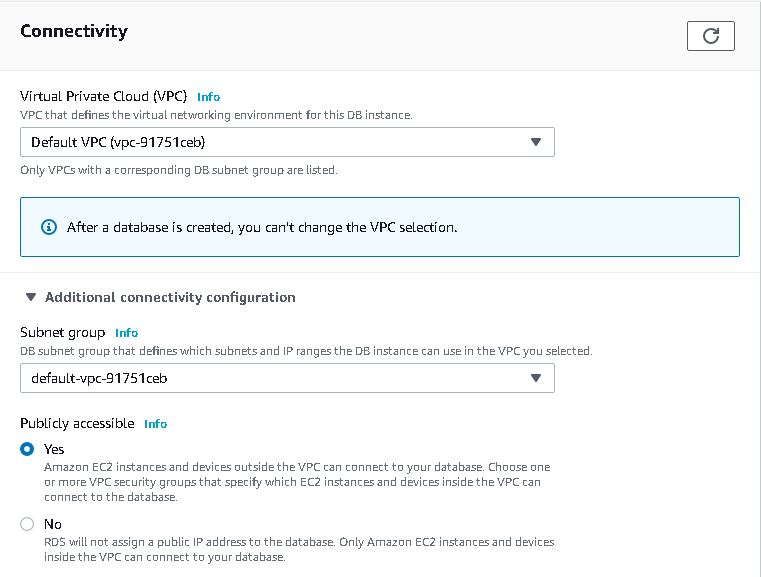 Connectivity
Virtual Private Cloud (VPC) Info
VPC that defines the virtual networking environment for this DB instance.
Default VPC (vpc-91751ceb)
Only VPCs with a corresponding DB subnet group are listed.
After a database is created, you can't change the VPC selection.
Additional connectivity configuration
Subnet group Info
DB subnet group that defines which subnets and IP ranges the DB instance can use in the VPC you selected.
default-vpc-91751ceb
Publicly accessible Info
Yes
Amazon EC2 instances and devices outside the VPC can connect to your database. Choose one
or more VPC security groups that specify which EC2 instances and devices inside the VPC can
connect to the database.
No
RDS will not assign a public IP address to the database. Only Amazon EC2 instances and devices
inside the VPC can connect to your database.